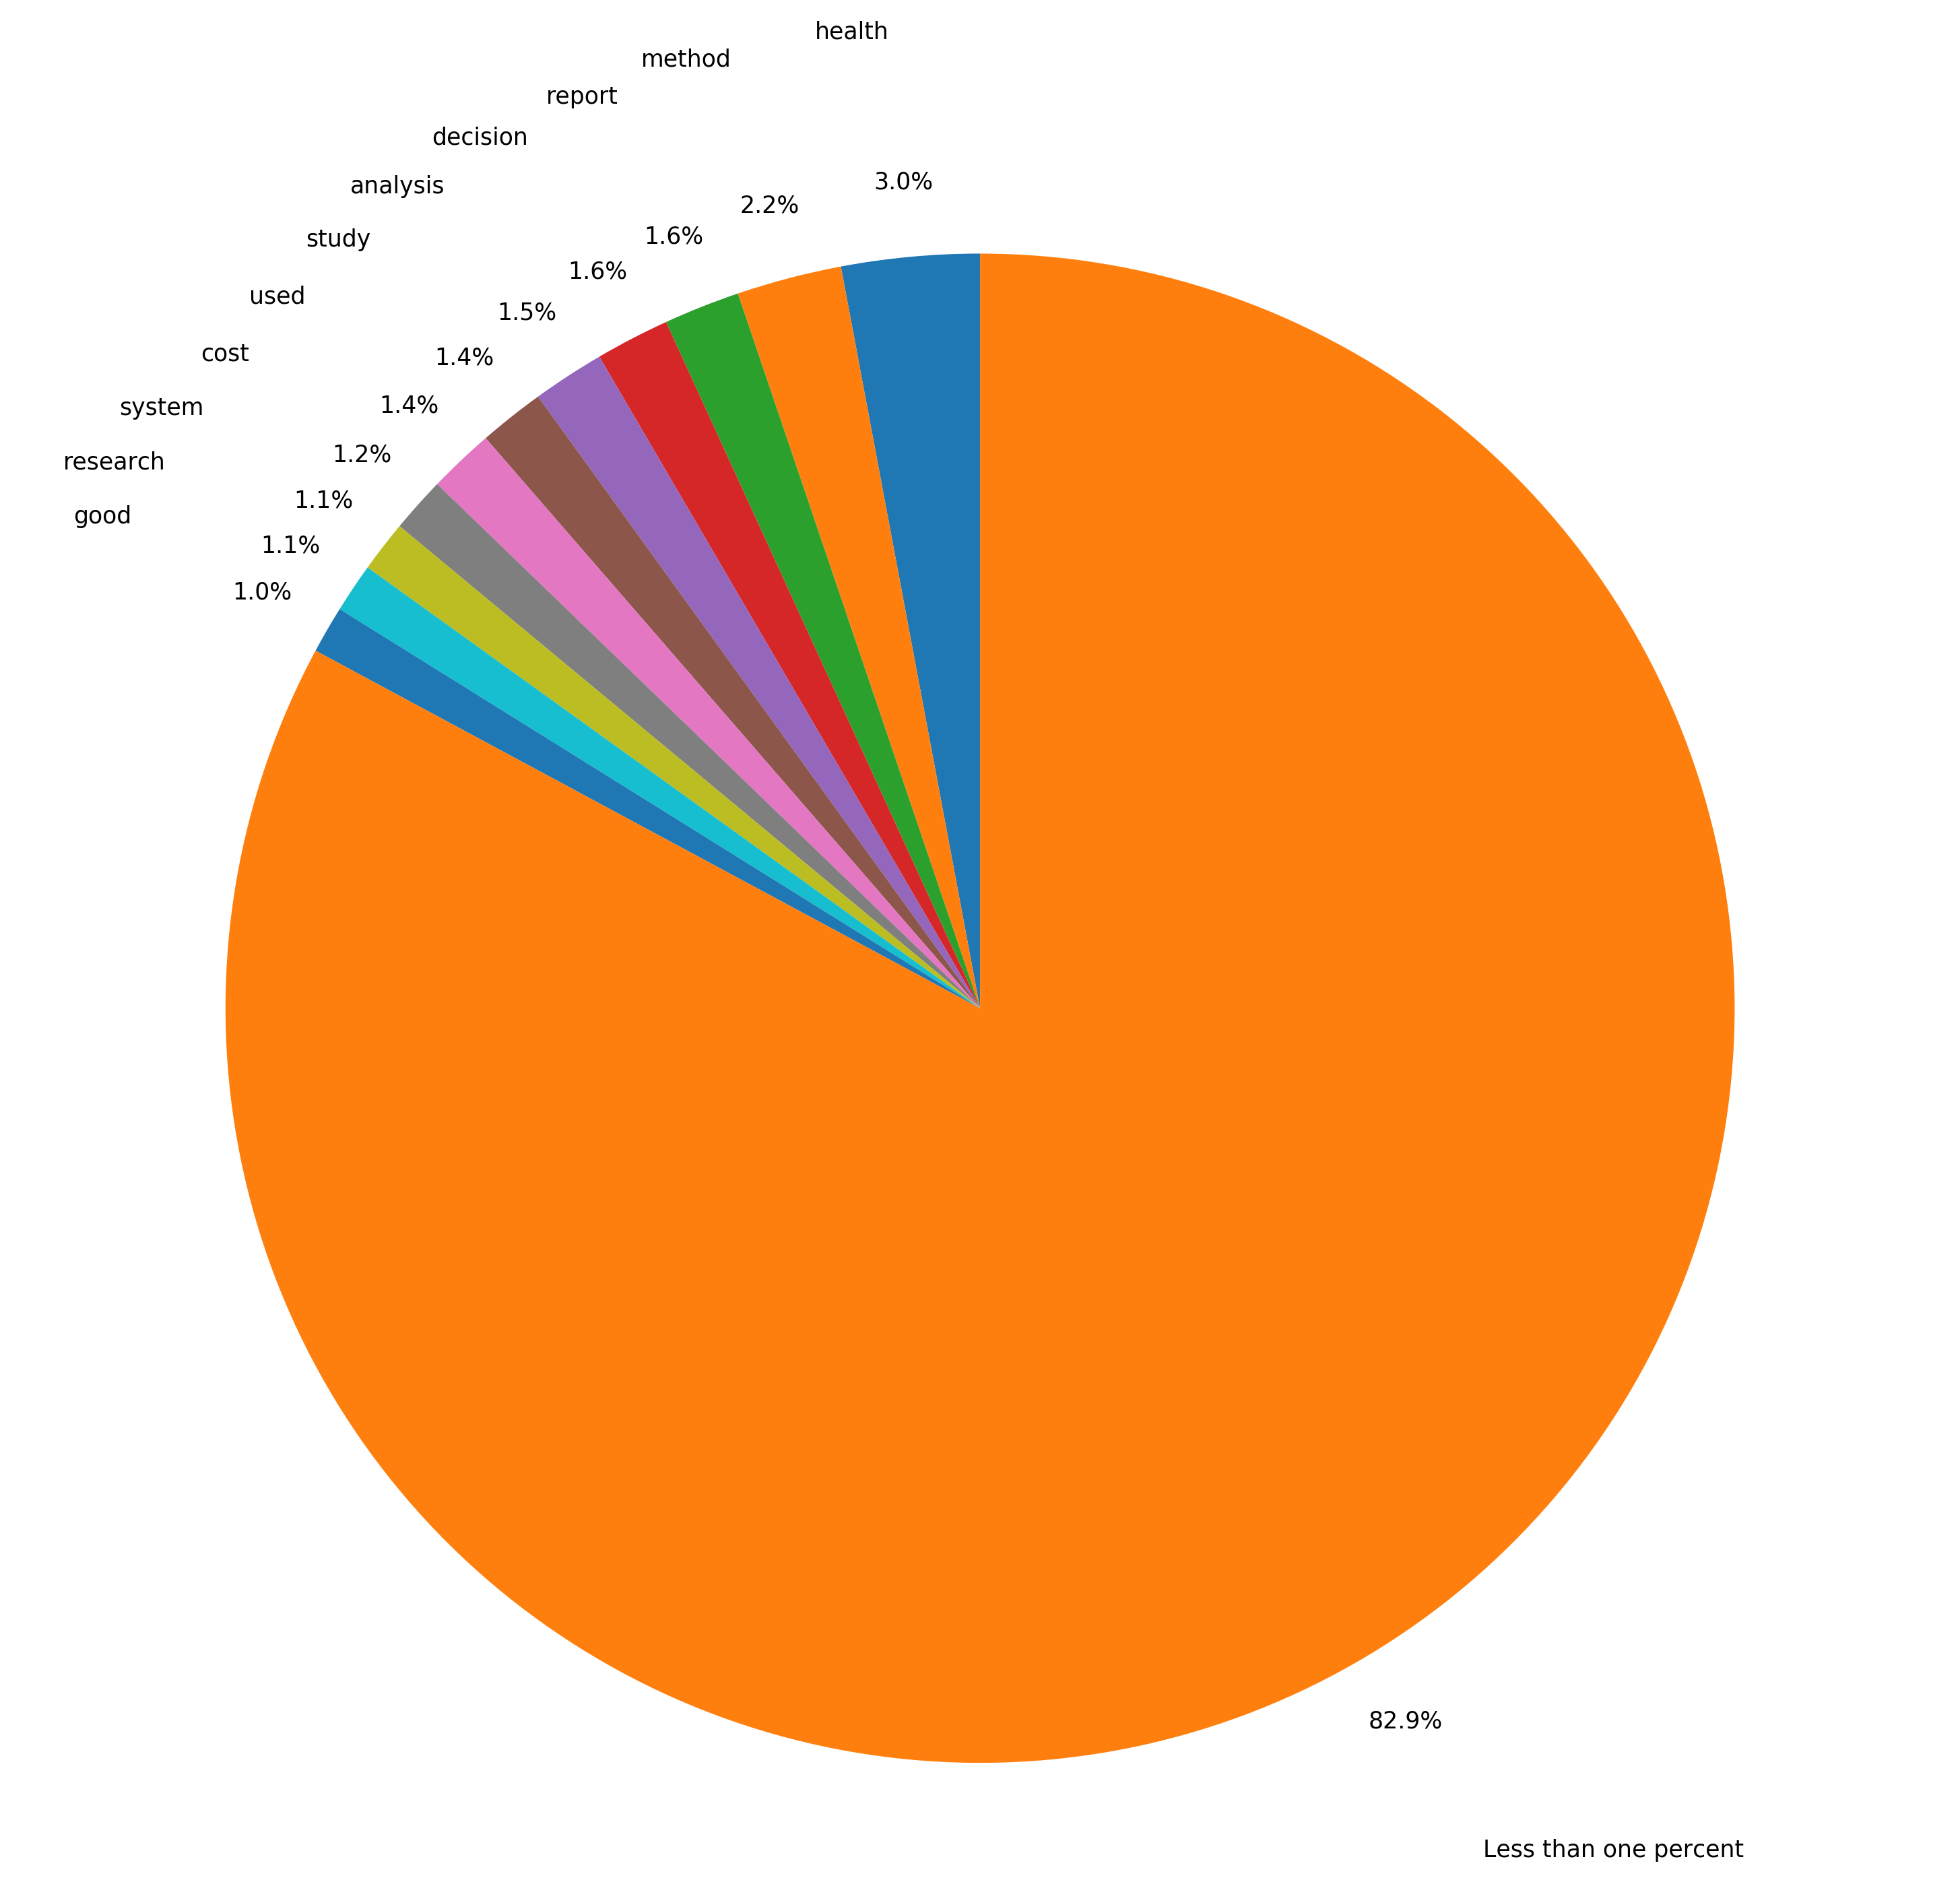 health
method
report
decision
analysis
study
used
cost
system
research
good
3.0%
2.2%
1.6%
1.6%
1.5%
1.4%
1.4%
1.2%
1.1%
1.1%
1.0%
82.9%
Less than one percent